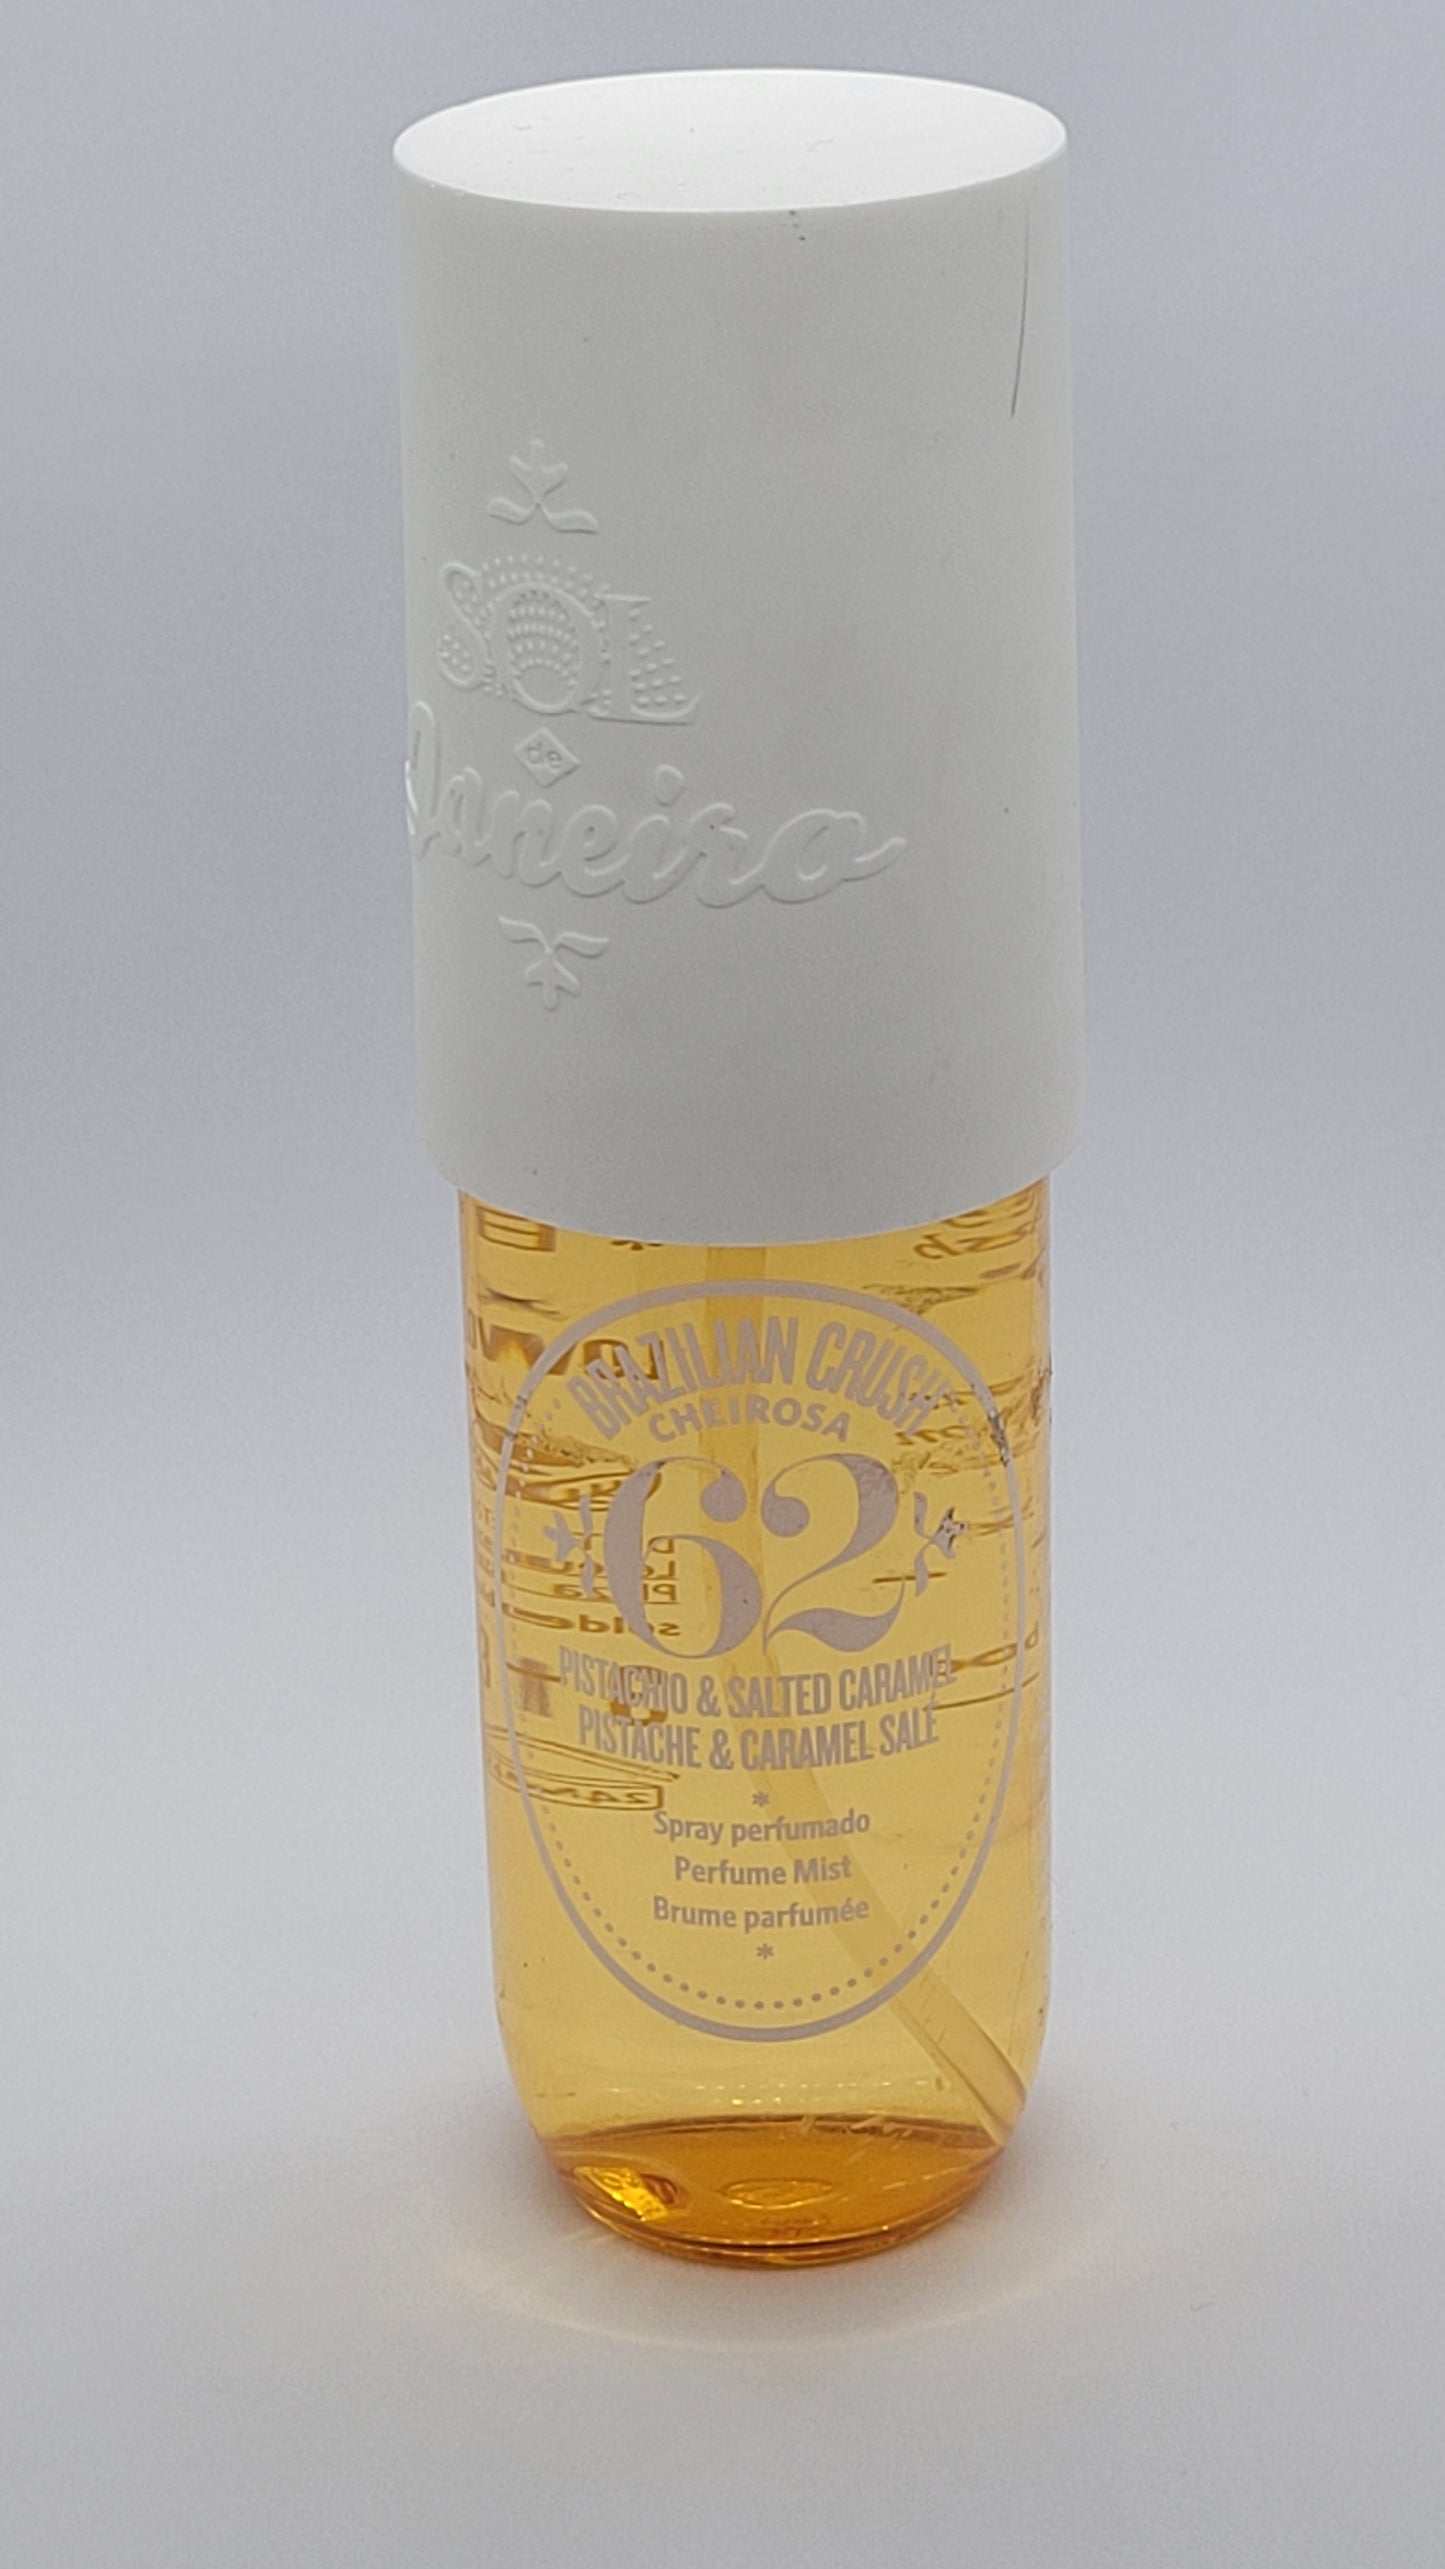 SOL
de
Janeiro
BRAZILIAN CRUSH
CHEIROSA
62
PISTACHIO & SALTED CARAMEL
PISTACHE & CARAMEL SALÉ
*
Spray perfumado
Perfume Mist
Brume parfumée
*